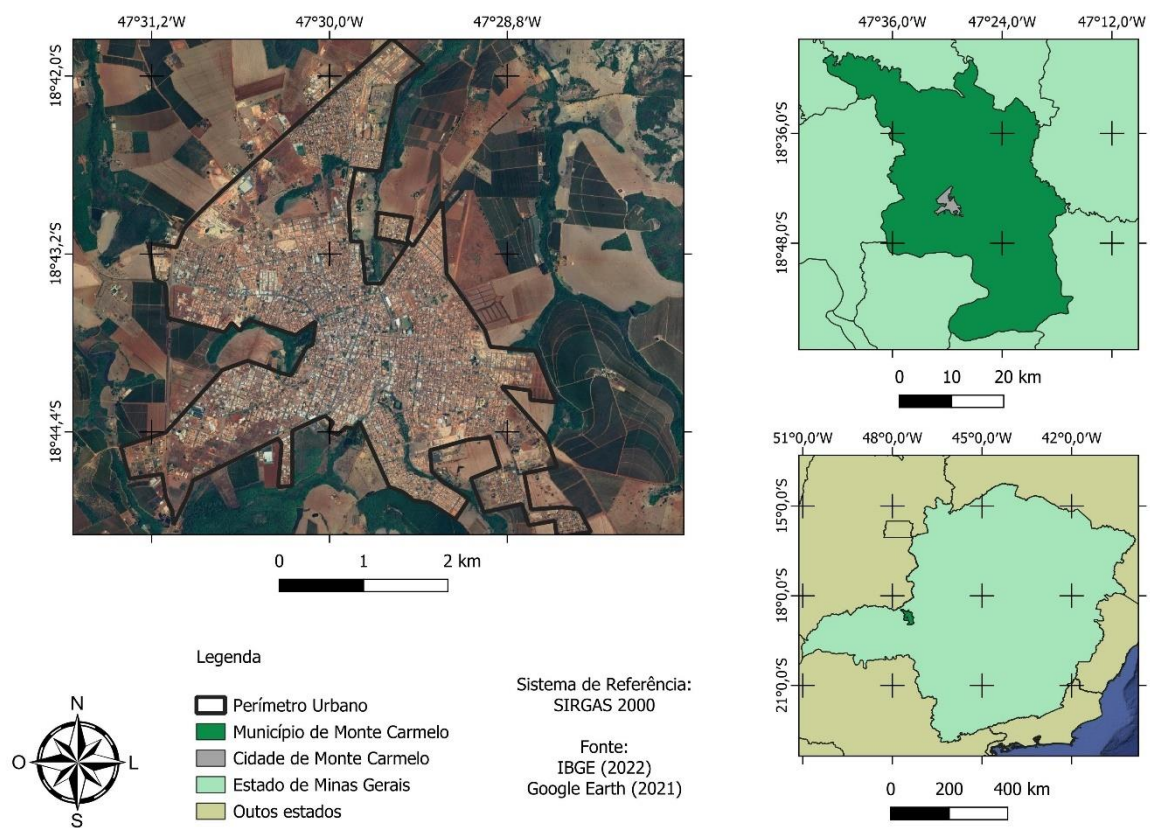 47°31,2'W 47°30,0'W 47°28,8'W
18°42,0'S
18°43,2'S
18°44,4'S
0 1 2 km
47°36,0'W 47°24,0'W 47°12,0'W
18°36,0'S
18°48,0'S
0 10 20 km
51°0,0'W 48°0,0'W 45°0,0'W 42°0,0'W
15°0,0'S
18°0,0'S
21°0,0'S
0 200 400 km
Legenda
Perímetro Urbano
Município de Monte Carmelo
Cidade de Monte Carmelo
Estado de Minas Gerais
Outos estados
N
O
L
S
Sistema de Referência:
SIRGAS 2000
Fonte:
IBGE (2022)
Google Earth (2021)